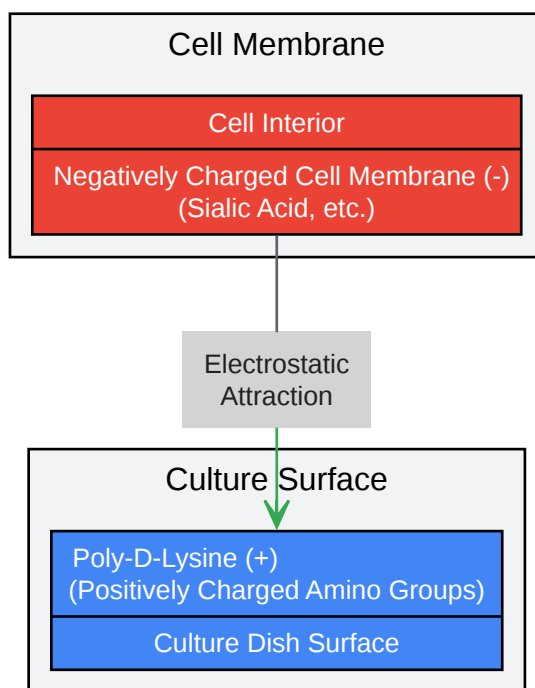 Cell Membrane
Cell Interior
Negatively Charged Cell Membrane (-)
(Sialic Acid, etc.)
Electrostatic
Attraction
Culture Surface
Poly-D-Lysine (+)
(Positively Charged Amino Groups)
Culture Dish Surface